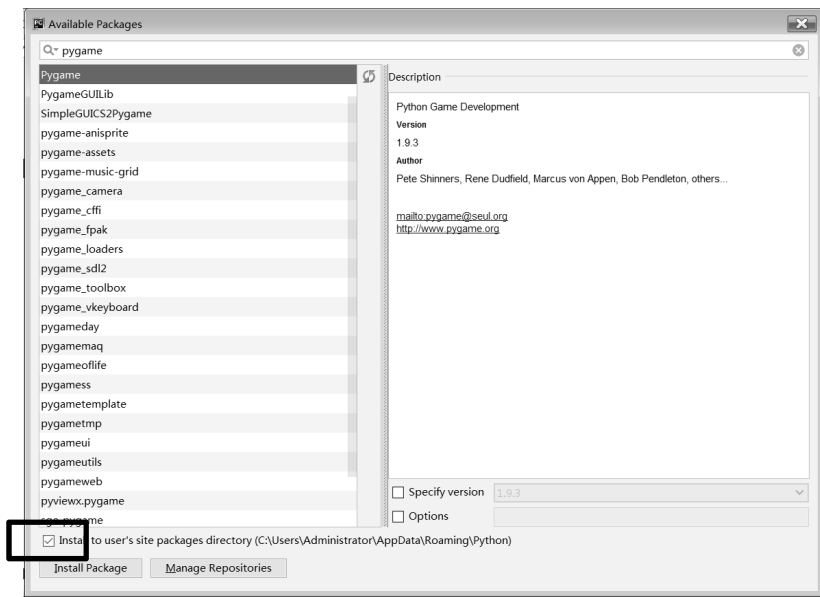 Available Packages
pygame
Pygame
PygameGUILib
SimpleGUICS2Pygame
pygame-anisprite
pygame-assets
pygame-music-grid
pygame_camera
pygame_cffi
pygame_fpak
pygame_loaders
pygame_sdl2
pygame_toolbox
pygame_vkeyboard
pygameday
pygamemaq
pygameoflife
pygamess
pygametemplate
pygametmp
pygameui
pygameutils
pygameweb
pyviewx.pygame
sge-pygame
Description
Python Game Development
Version
1.9.3
Author
Pete Shinners, Rene Dudfield, Marcus von Appen, Bob Pendleton, others...
mailto:pygame@seul.org
http://www.pygame.org
Specify version 1.9.3
Options
Install to user's site packages directory (C:\Users\Administrator\AppData\Roaming\Python)
Install Package Manage Repositories